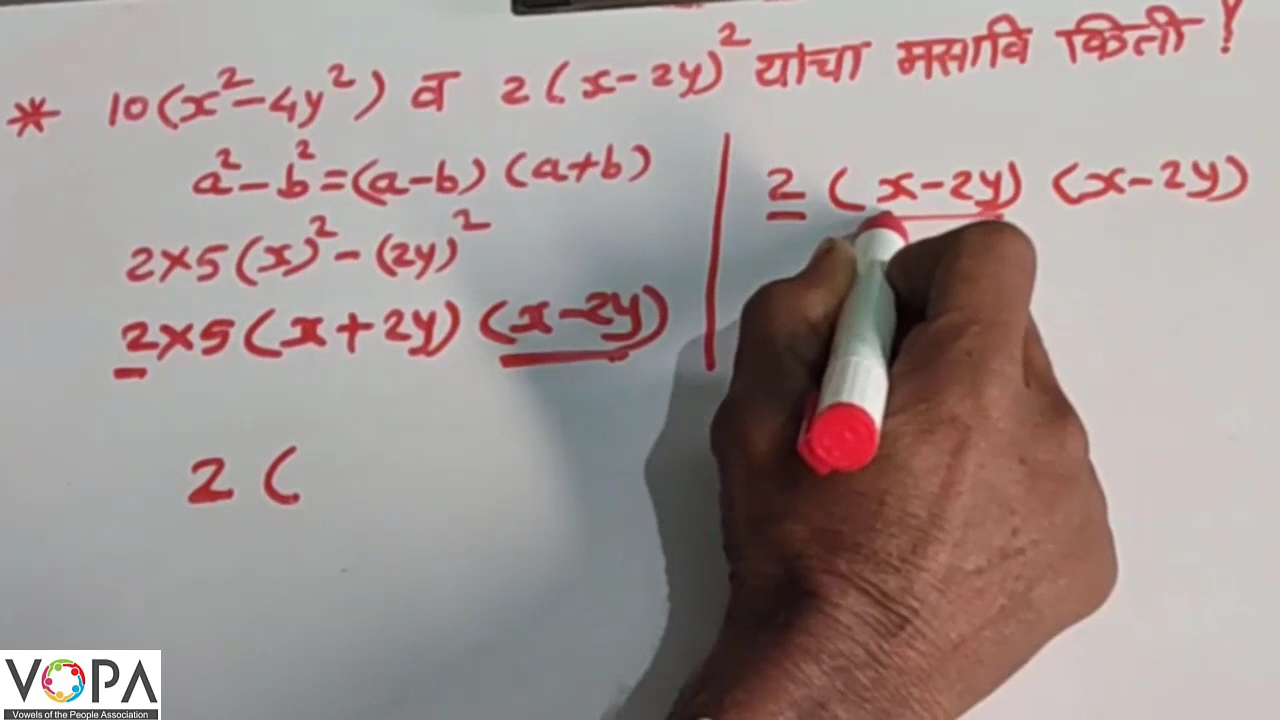 * 10(x²-4y²) व 2(x-2y)² यांचा मसावि किती?
a²-b²=(a-b)(a+b)
2×5(x)²-(2y)²
2×5(x+2y)(x-2y)
2(
2(x-2y)(x-2y)
VOPA
Vowels of the People Association